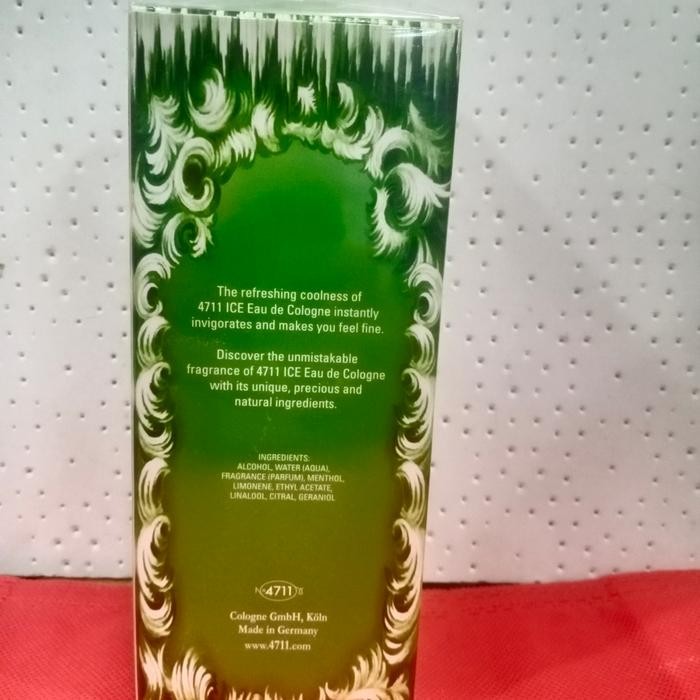 The refreshing coolness of
4711 ICE Eau de Cologne instantly
invigorates and makes you feel fine.
Discover the unmistakable
fragrance of 4711 ICE Eau de Cologne
with its unique, precious and
natural ingredients.
INGREDIENTS:
ALCOHOL, WATER (AQUA),
FRAGRANCE (PARFUM), MENTHOL,
LIMONENE, ETHYL ACETATE,
LINALOOL, CITRAL, GERANIOL
4711
Cologne GmbH, Köln
Made in Germany
www.4711.com